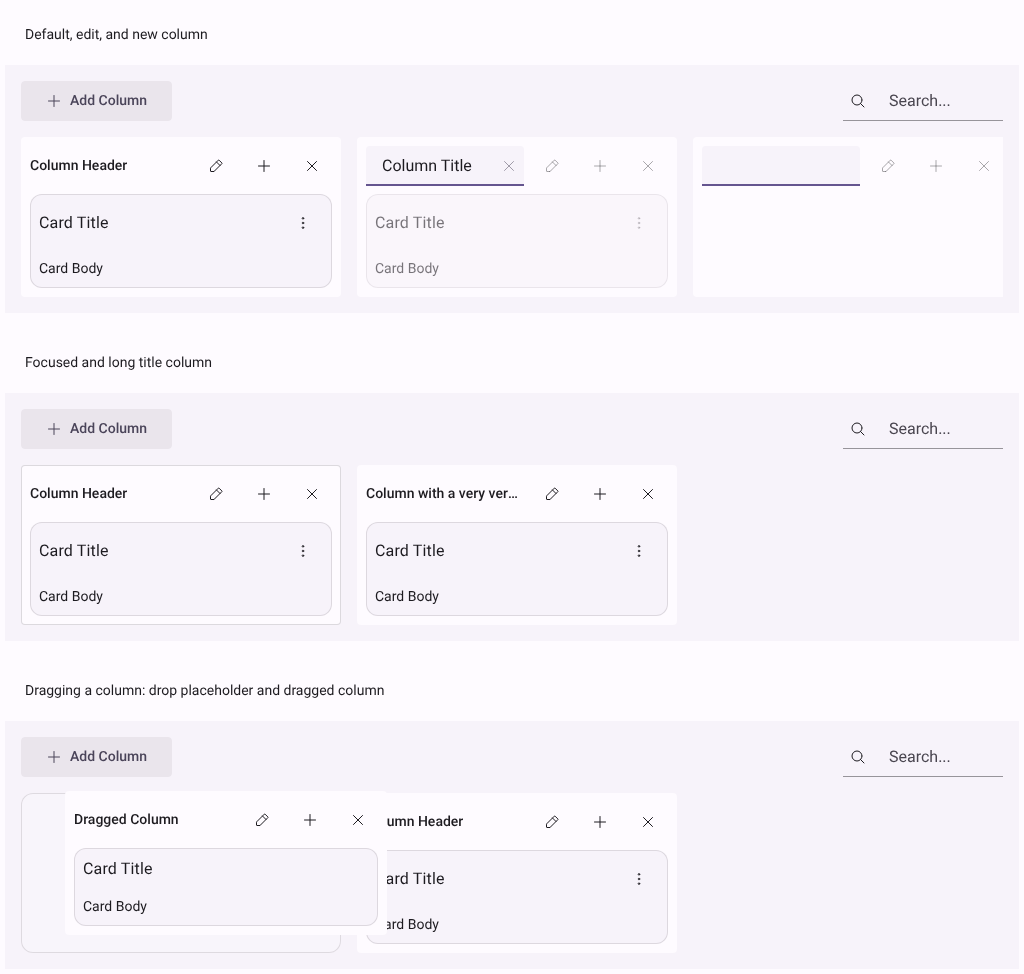 Default, edit, and new column
Add Column
Search...
Column Header
Column Title
Card Title
Card Title
Card Body
Card Body
Focused and long title column
Add Column
Search...
Column Header
Column with a very ver...
Card Title
Card Title
Card Body
Card Body
Dragging a column: drop placeholder and dragged column
Add Column
Search...
Dragged Column
umn Header
Card Title
ard Title
Card Body
ard Body